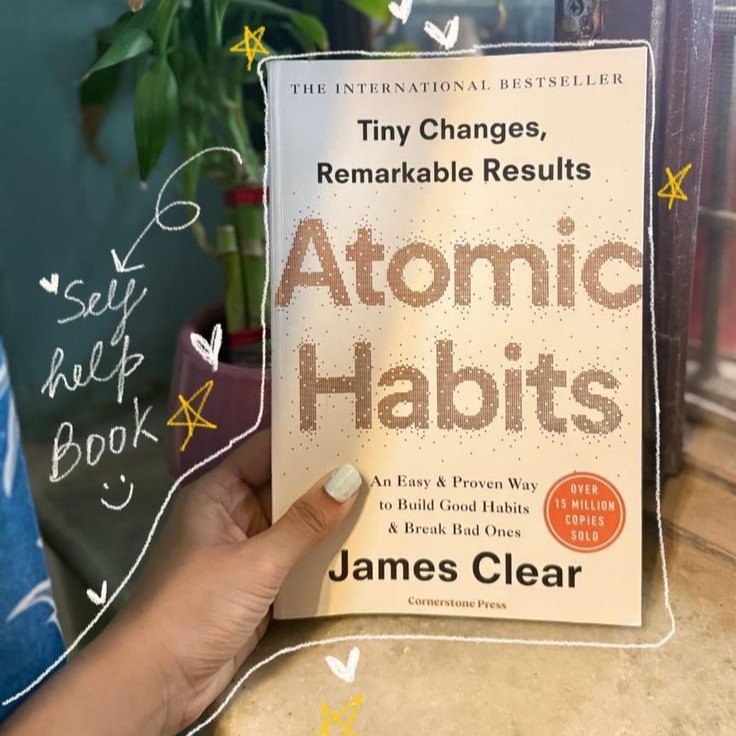 THE INTERNATIONAL BESTSELLER
Tiny Changes,
Remarkable Results
Atomic
Habits
An Easy & Proven Way
to Build Good Habits
& Break Bad Ones
OVER
15 MILLION
COPIES
SOLD
James Clear
Cornerstone Press
Self
help
Book